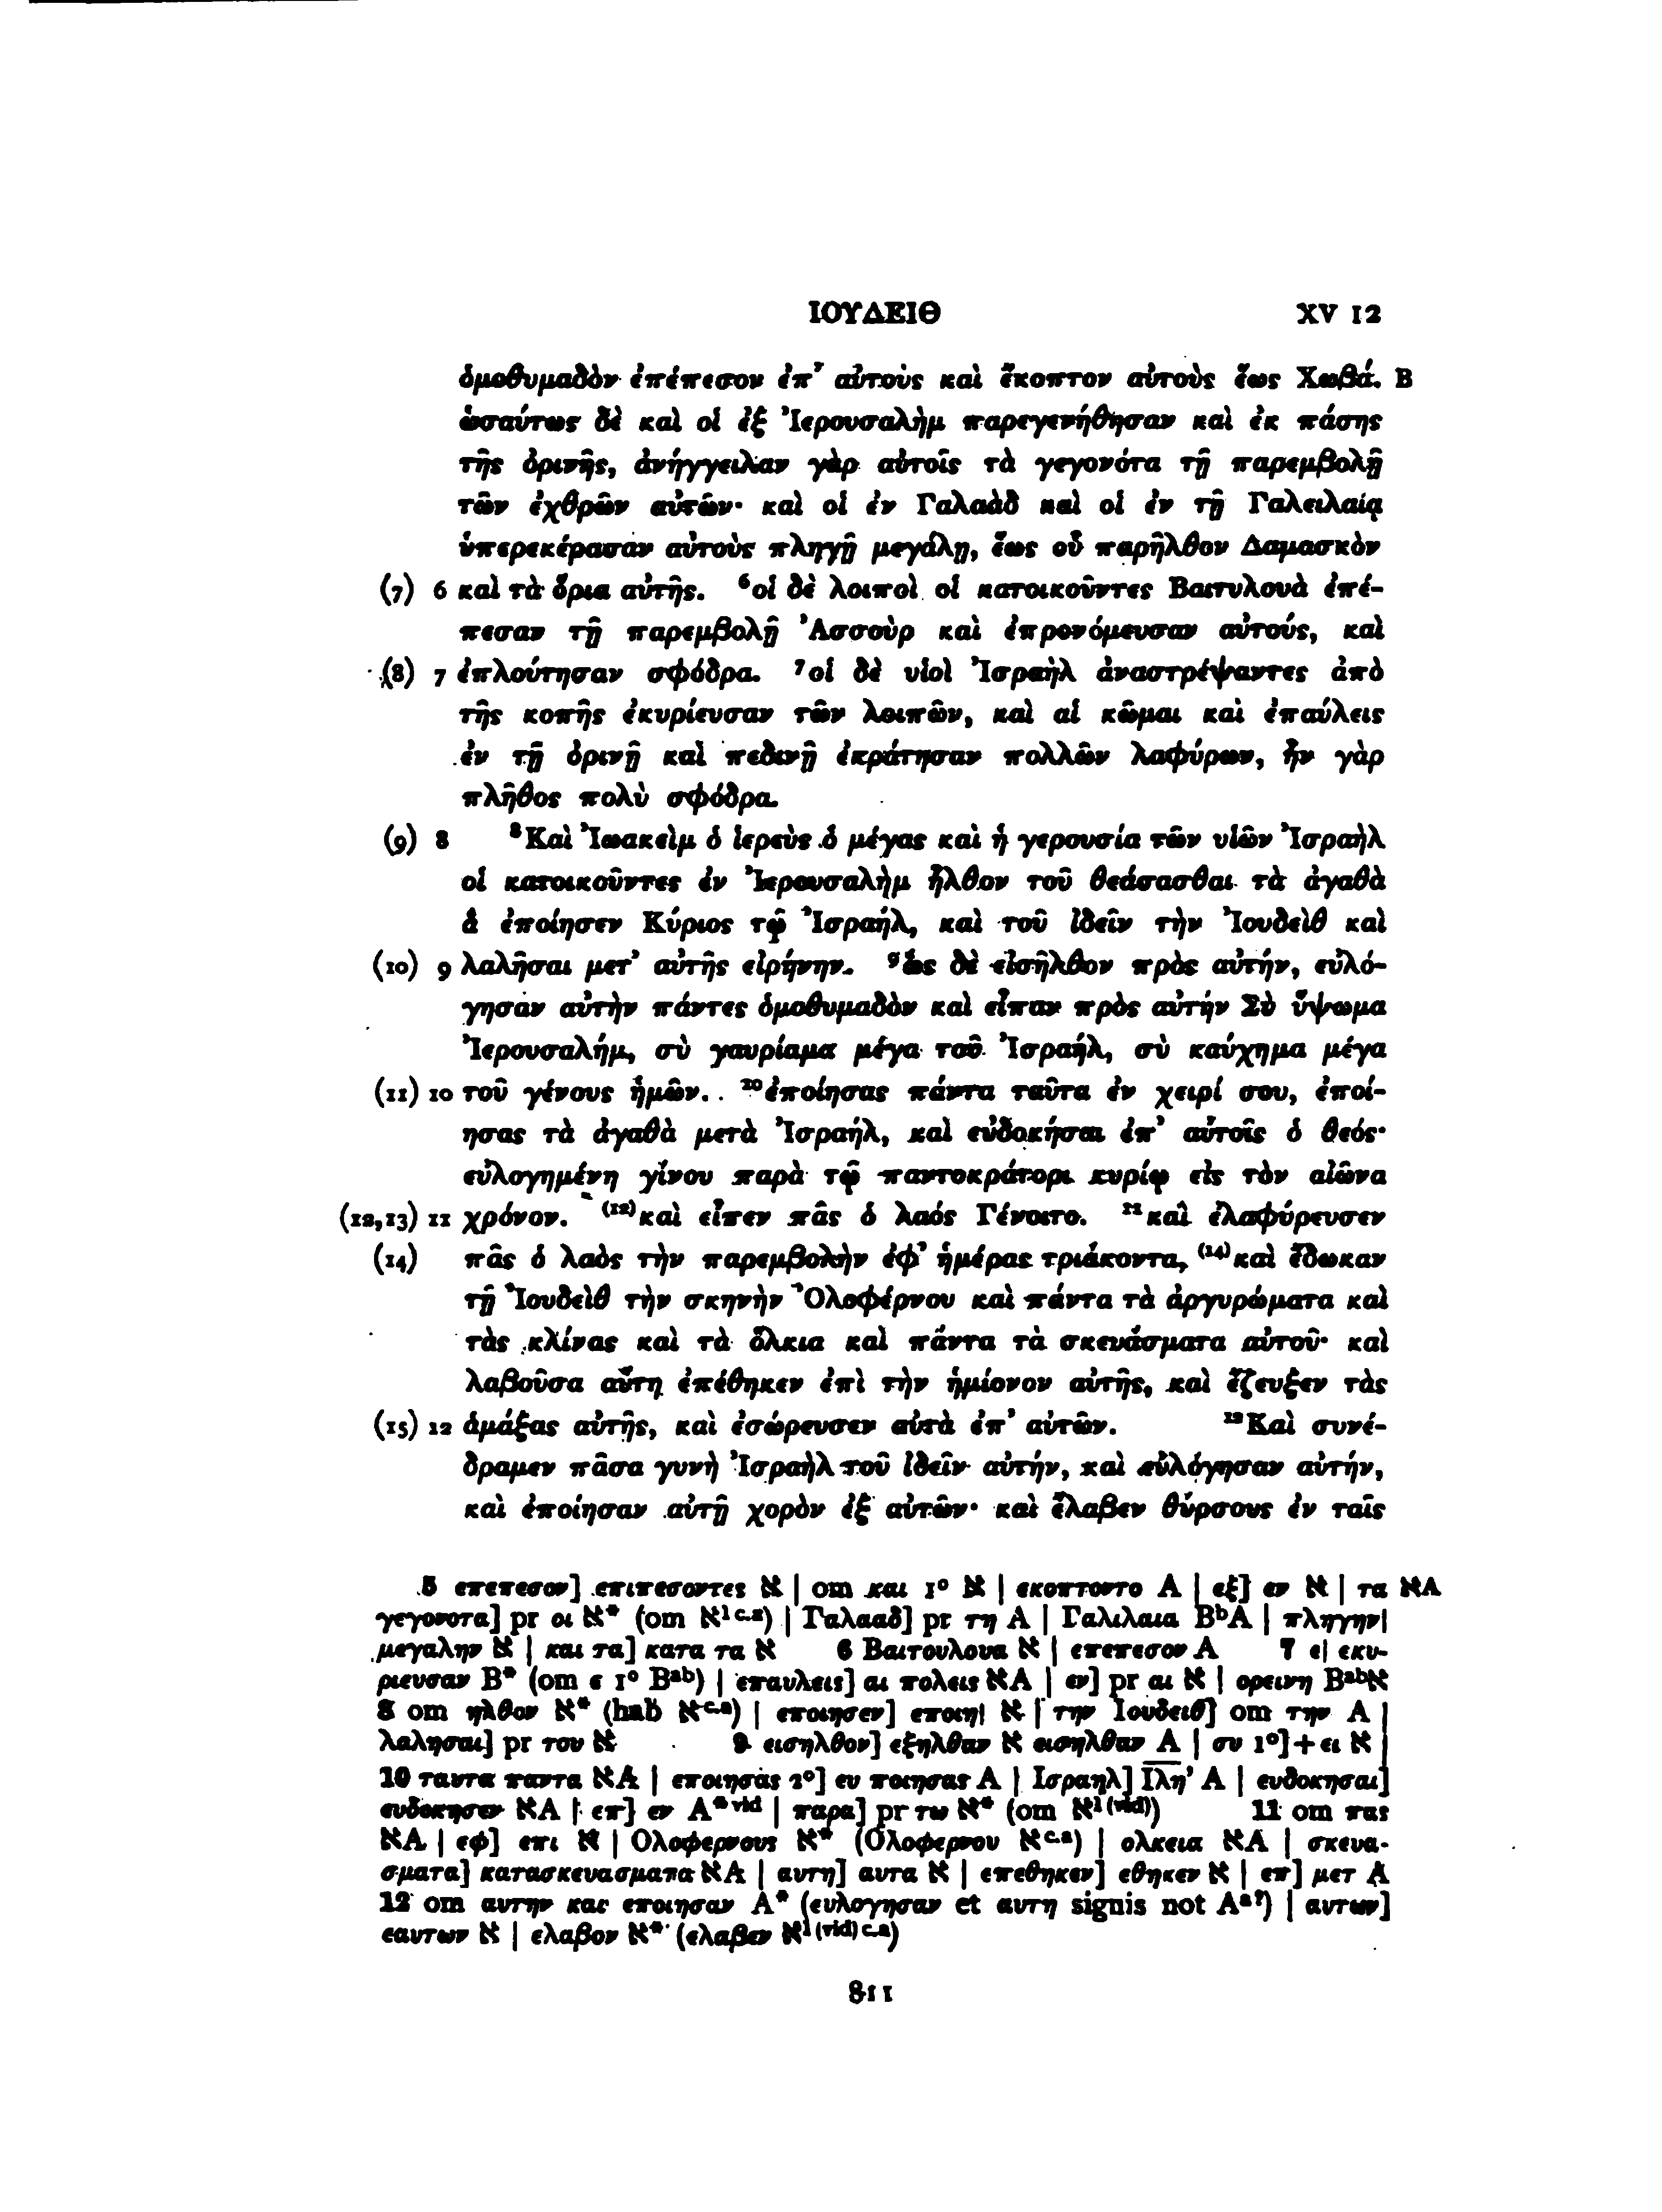 ΙΟΥΔΕΙΘ XV 12
ὁμοθυμαδὸν ἐπέπεσον ἐπ᾽ αὐτοὺς καὶ ἔκοπτον αὐτοὺς ἕως Χωβά. B
ὡσαύτως δὲ καὶ οἱ ἐξ Ἰερουσαλὴμ παρεγενήθησαν καὶ ἐκ πάσης
τῆς ὀρινῆς, ἀνήγγειλαν γὰρ αὐτοῖς τὰ γεγονότα τῇ παρεμβολῇ
τῶν ἐχθρῶν αὐτῶν· καὶ οἱ ἐν Γαλαὰδ καὶ οἱ ἐν τῇ Γαλειλαίᾳ
ὑπερεκέρασαν αὐτοὺς πληγῇ μεγάλῃ, ἕως οὗ παρῆλθον Δαμασκὸν
(7) 6 καὶ τὰ ὅρια αὐτῆς. ⁶οἱ δὲ λοιποὶ οἱ κατοικοῦντες Βαιτυλουὰ ἐπέ-
πεσαν τῇ παρεμβολῇ Ἀσσοὺρ καὶ ἐπρονόμευσαν αὐτούς, καὶ
(8) 7 ἐπλούτησαν σφόδρα. ⁷οἱ δὲ υἱοὶ Ἰσραὴλ ἀναστρέψαντες ἀπὸ
τῆς κοπῆς ἐκυρίευσαν τῶν λοιπῶν, καὶ αἱ κῶμαι καὶ ἐπαύλεις
ἐν τῇ ὀρινῇ καὶ πεδινῇ ἐκράτησαν πολλῶν λαφύρων, ἦν γὰρ
πλῆθος πολὺ σφόδρα.
(9) 8 ⁸Καὶ Ἰωακεὶμ ὁ ἱερεὺς ὁ μέγας καὶ ἡ γερουσία τῶν υἱῶν Ἰσραὴλ
οἱ κατοικοῦντες ἐν Ἰερουσαλὴμ ἦλθον τοῦ θεάσασθαι τὰ ἀγαθὰ
ἃ ἐποίησεν Κύριος τῷ Ἰσραήλ, καὶ τοῦ ἰδεῖν τὴν Ἰουδεὶθ καὶ
(10) 9 λαλῆσαι μετ᾽ αὐτῆς εἰρήνην. ⁹ὡς δὲ εἰσῆλθον πρὸς αὐτήν, εὐλό-
γησαν αὐτὴν πάντες ὁμοθυμαδὸν καὶ εἶπαν πρὸς αὐτήν Σὺ ὕψωμα
Ἰερουσαλήμ, σὺ γαυρίαμα μέγα τοῦ Ἰσραήλ, σὺ καύχημα μέγα
(11) 10 τοῦ γένους ἡμῶν. ¹⁰ἐποίησας πάντα ταῦτα ἐν χειρί σου, ἐποί-
ησας τὰ ἀγαθὰ μετὰ Ἰσραήλ, καὶ εὐδοκήσαι ἐπ᾽ αὐτοῖς ὁ θεός·
εὐλογημένη γίνου παρὰ τῷ παντοκράτορι κυρίῳ εἰς τὸν αἰῶνα
(12,13) 11 χρόνον. ⁽¹²⁾καὶ εἶπεν πᾶς ὁ λαός Γένοιτο. ¹¹καὶ ἐλαφύρευσεν
(14) πᾶς ὁ λαὸς τὴν παρεμβολὴν ἐφ᾽ ἡμέρας τριάκοντα, ⁽¹⁴⁾καὶ ἔδωκαν
τῇ Ἰουδεὶθ τὴν σκηνὴν Ὀλοφέρνου καὶ πάντα τὰ ἀργυρώματα καὶ
τὰς κλίνας καὶ τὰ ὅλκια καὶ πάντα τὰ σκευάσματα αὐτοῦ· καὶ
λαβοῦσα αὕτη ἐπέθηκεν ἐπὶ τὴν ἡμίονον αὐτῆς, καὶ ἔζευξεν τὰς
(15) 12 ἁμάξας αὐτῆς, καὶ ἐσώρευσεν αὐτὰ ἐπ᾽ αὐτῶν. ¹²Καὶ συνέ-
δραμεν πᾶσα γυνὴ Ἰσραὴλ τοῦ ἰδεῖν αὐτήν, καὶ εὐλόγησαν αὐτήν,
καὶ ἐποίησαν αὐτῇ χορὸν ἐξ αὐτῶν· καὶ ἔλαβεν θύρσους ἐν ταῖς
5 επεπεσον] επιπεσοντες א | om και 1° א | εκοπτοντο A | εξ] εν א | τα אA
γεγονοτα] pr οι א* (om א¹ ᶜ·ᵃ) | Γαλααδ] pr τη A | Γαλιλαια BᵇA | πληγην|
μεγαλην א | και τα] κατα τα א 6 Βαιτουλουα א | επεπεσον A 7 ε| εκυ-
ριευσαν B* (om ε 1° Bᵃᵇ) | επαυλεις] αι πολεις אA | εν] pr αι א | ορεινη Bᵃᵇא
8 om ηλθον א* (hab אᶜ·ᵃ) | εποιησεν] εποιη| א | την Ιουδειθ] om την A |
λαλησαι] pr του א 9 εισηλθον] εξηλθαν א εισηλθαν A | συ 1°]+ει א |
10 ταυτα παντα אA | εποιησας 2°] ευ ποιησας A | Ισραηλ] Ιλη᾽ A | ευδοκησαι]
ευδοκησεν אA | επ] εν A*ᵛⁱᵈ | παρα] pr τω א* (om א¹⁽ᵛⁱᵈ⁾) 11 om πας
אA | εφ] επι א | Ολοφερνους א* (Ολοφερνου אᶜ·ᵃ) | ολκεια אA | σκευα-
σματα] κατασκευασματα אA | αυτη] αυτα א | επεθηκεν] εθηκεν א | επ] μετ A
12 om αυτην και εποιησαν A* (ευλογησαν et αυτη signis not Aᵃ?) | αυτων]
εαυτων א | ελαβον א* (ελαβεν א¹⁽ᵛⁱᵈ⁾ ᶜ·ᵃ)
811